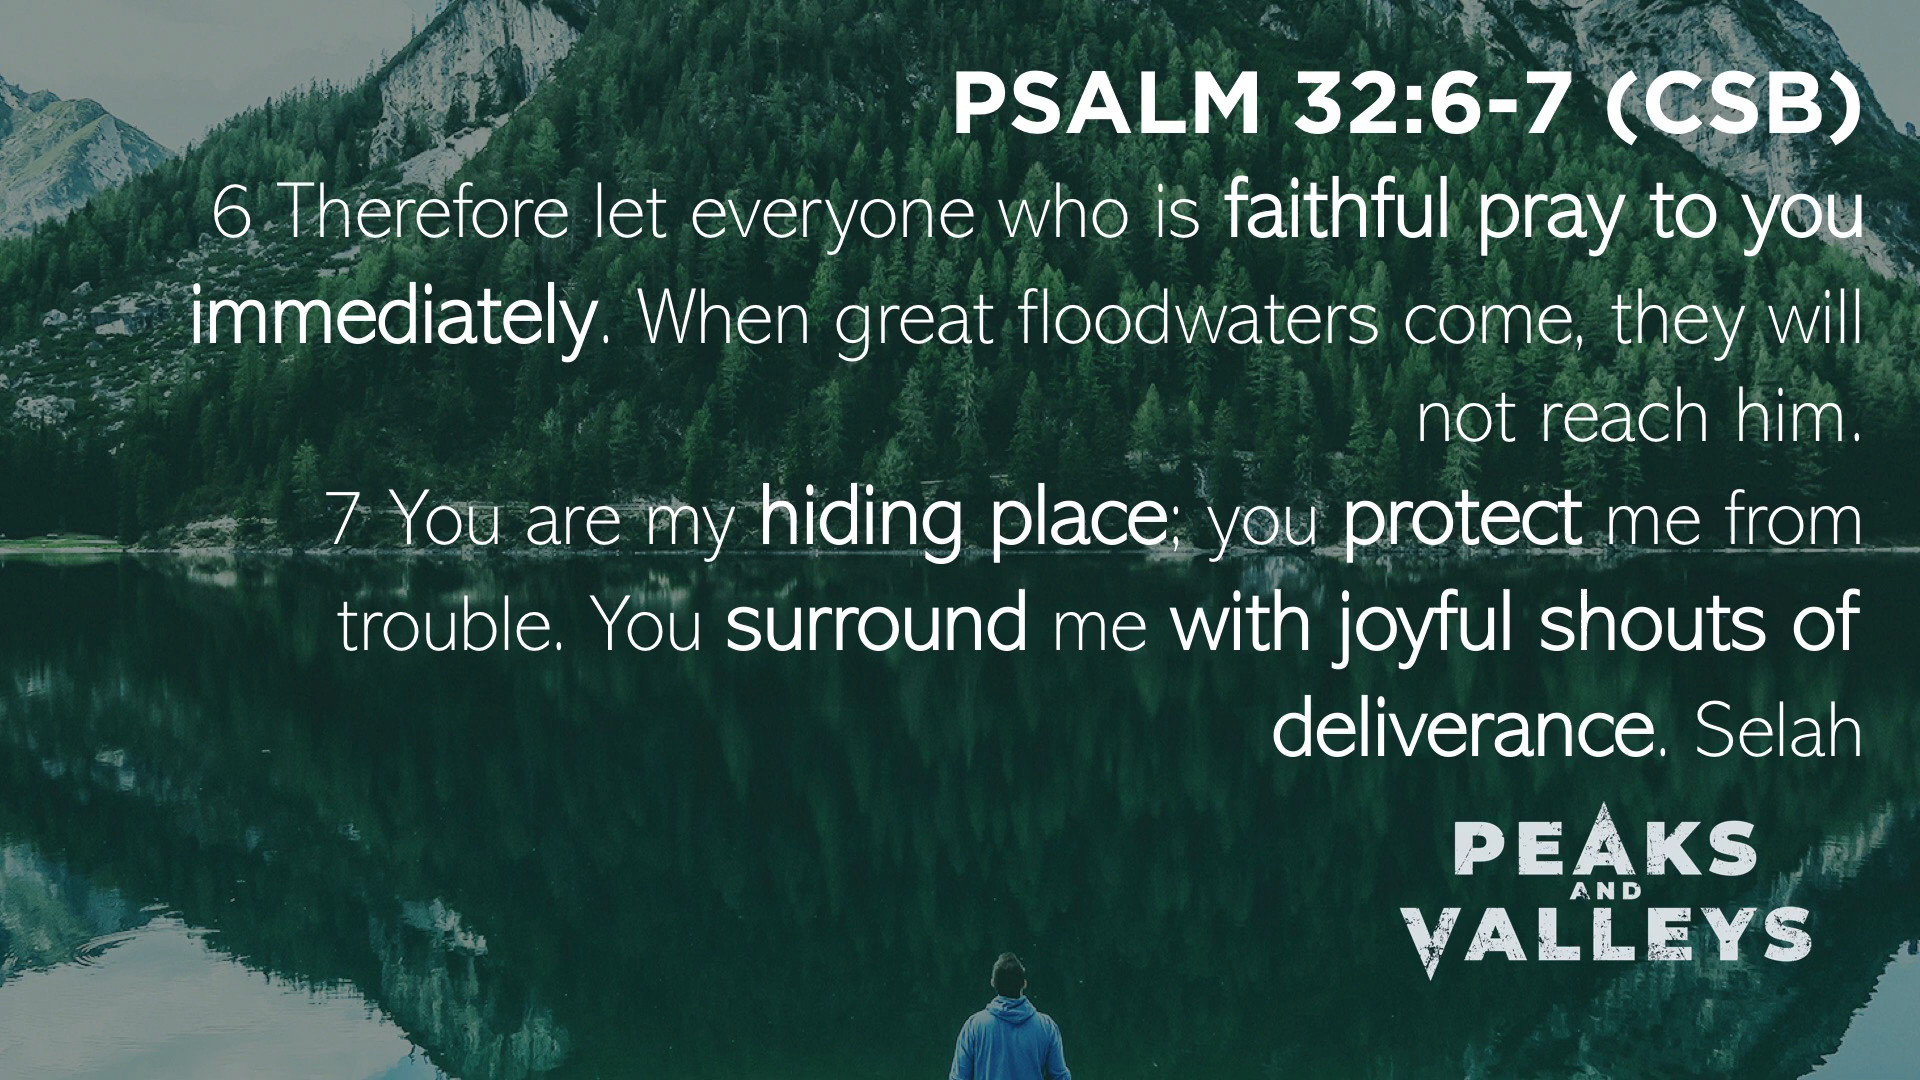 PSALM 32:6-7 (CSB)
6 Therefore let everyone who is faithful pray to you
immediately. When great floodwaters come, they will
not reach him.
7 You are my hiding place; you protect me from
trouble. You surround me with joyful shouts of
deliverance. Selah
PEAKS
AND
VALLEYS